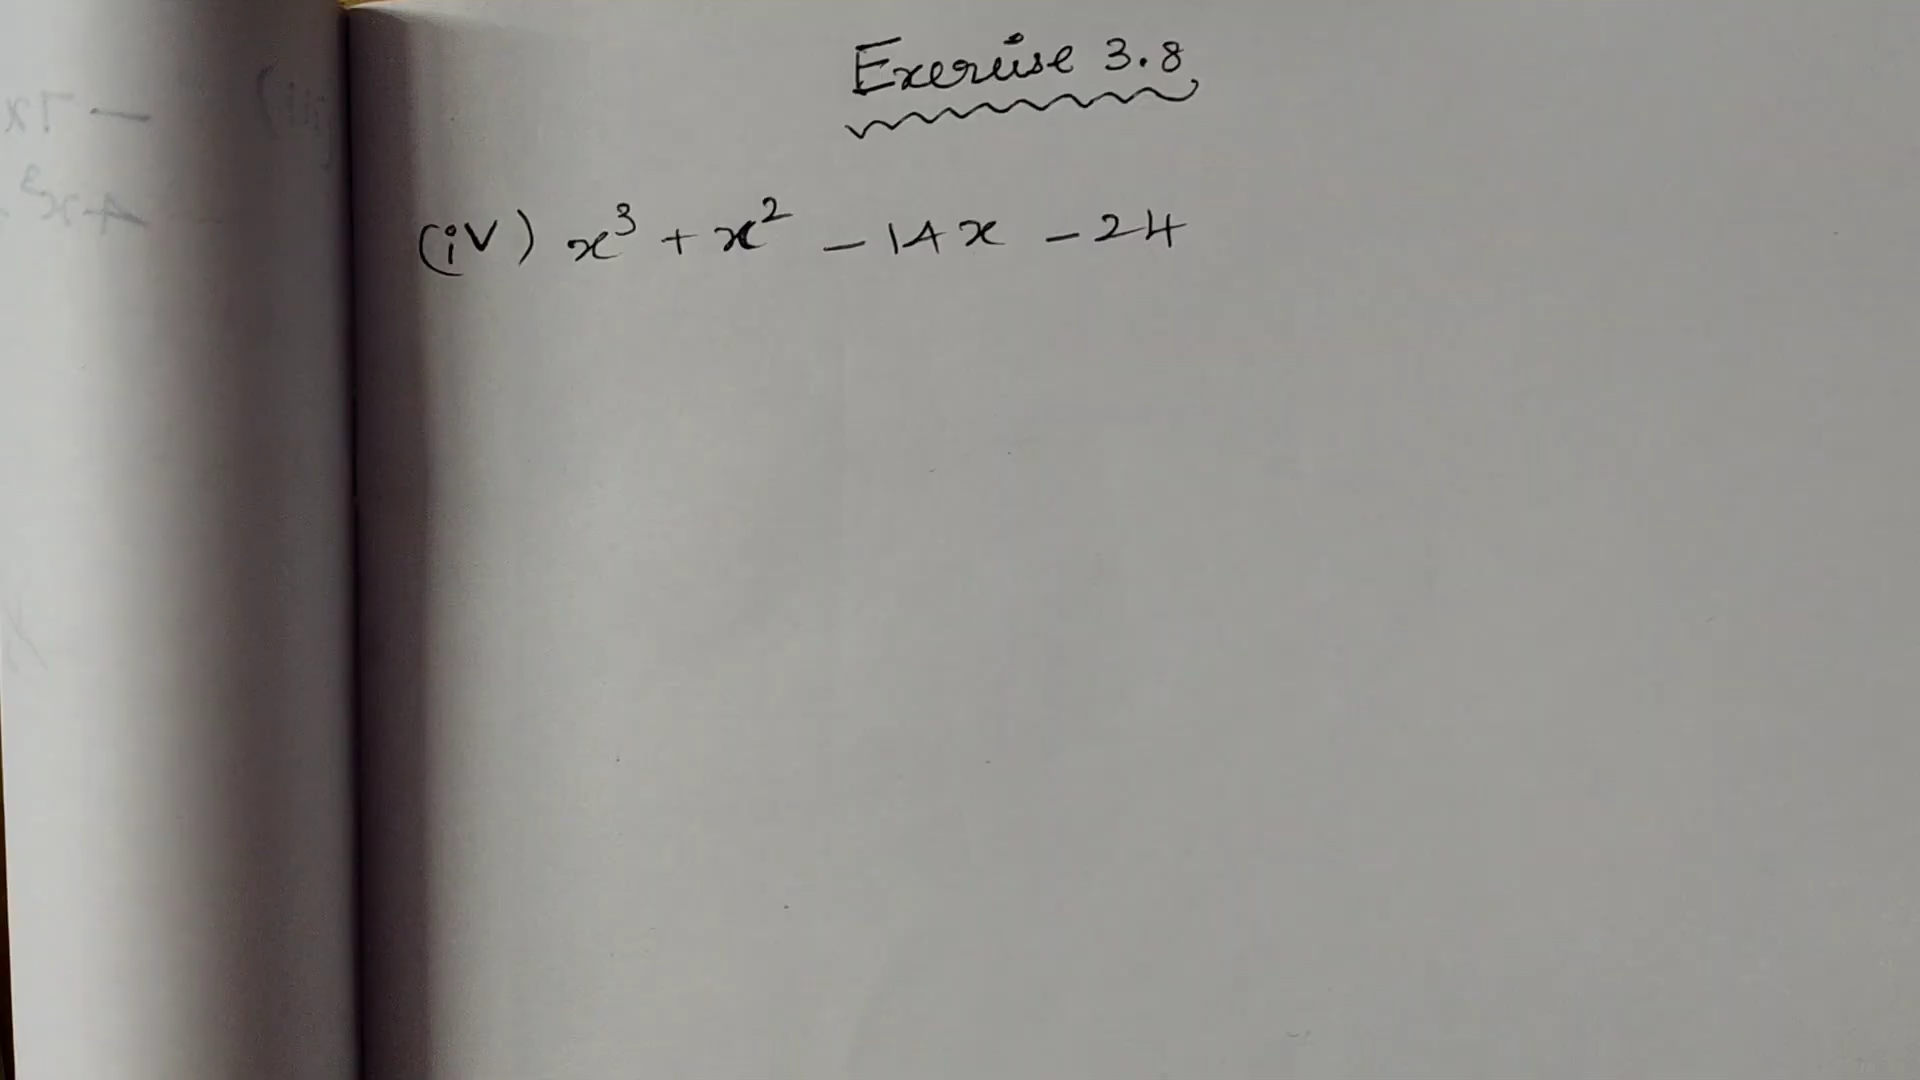 Exercise 3.8
(iv) x³ + x² - 14x - 24